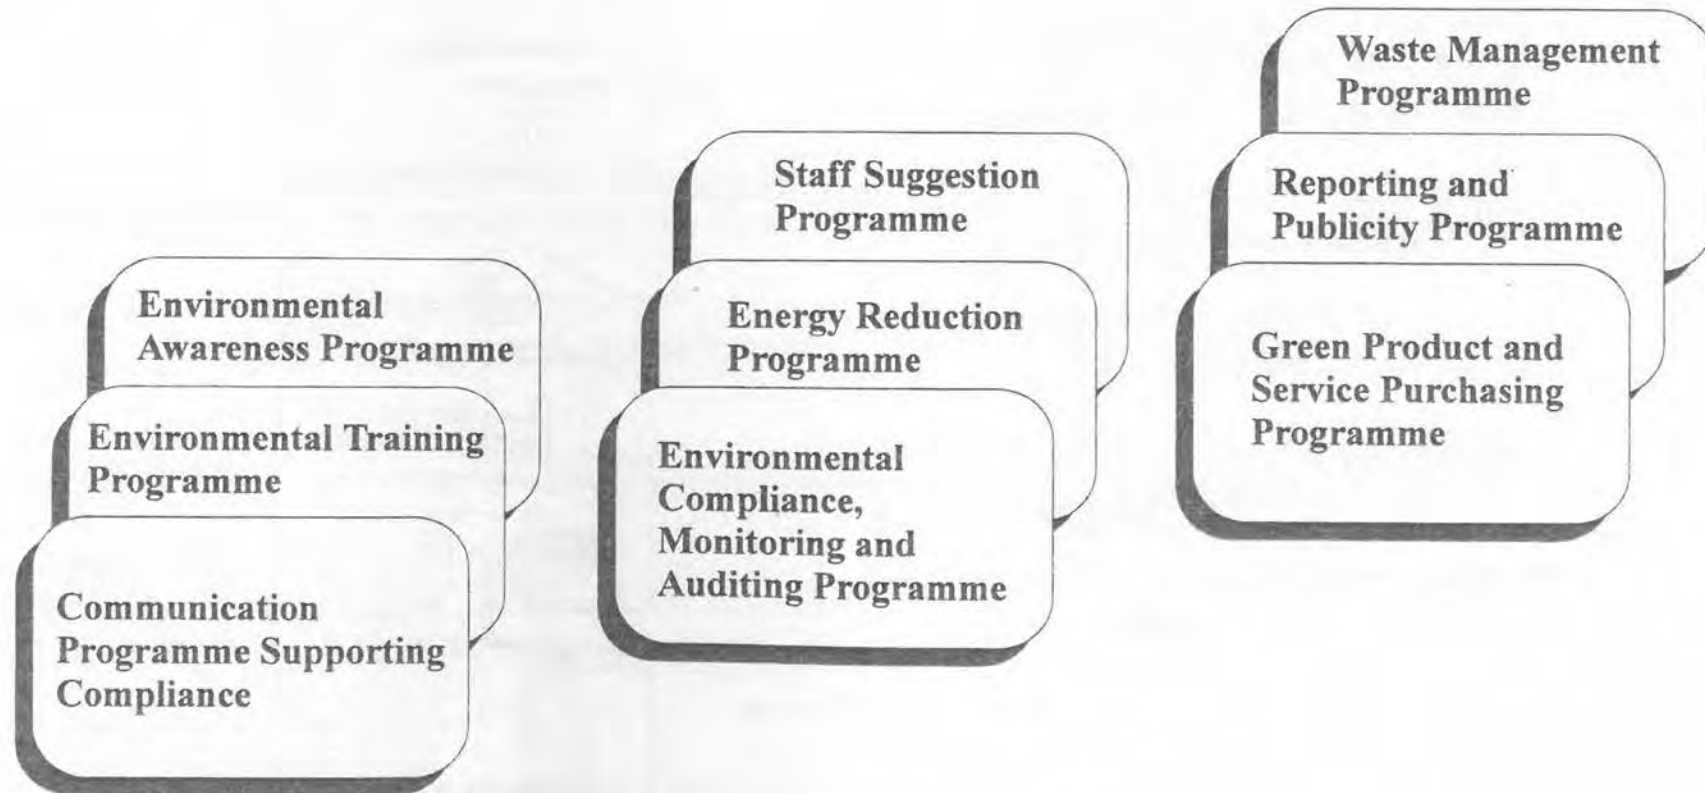 Environmental
Awareness Programme
Environmental Training
Programme
Communication
Programme Supporting
Compliance
Staff Suggestion
Programme
Energy Reduction
Programme
Environmental
Compliance,
Monitoring and
Auditing Programme
Waste Management
Programme
Reporting and
Publicity Programme
Green Product and
Service Purchasing
Programme